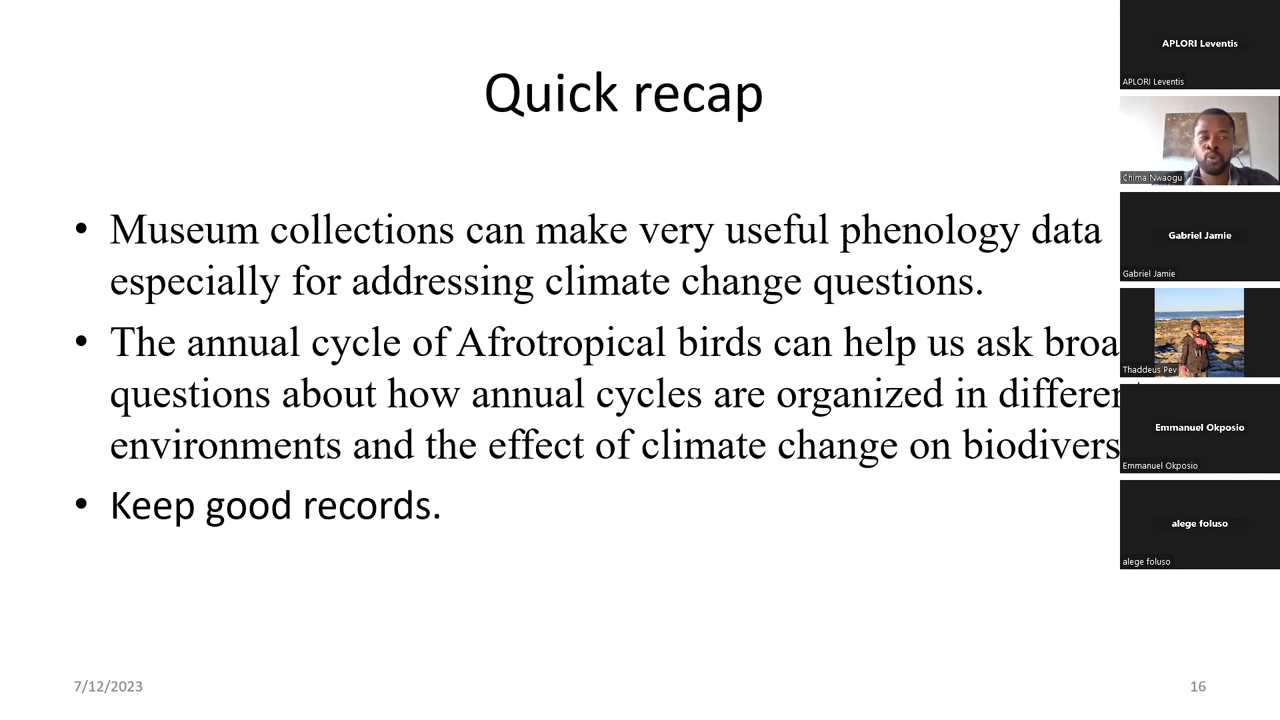 Quick recap
• Museum collections can make very useful phenology data
especially for addressing climate change questions.
• The annual cycle of Afrotropical birds can help us ask broa
questions about how annual cycles are organized in differen
environments and the effect of climate change on biodivers
• Keep good records.
7/12/2023
16
APLORI Leventis
APLORI Leventis
Chima Nwaogu
Gabriel Jamie
Gabriel Jamie
Thaddeus Pev
Emmanuel Okposio
Emmanuel Okposio
alege foluso
alege foluso